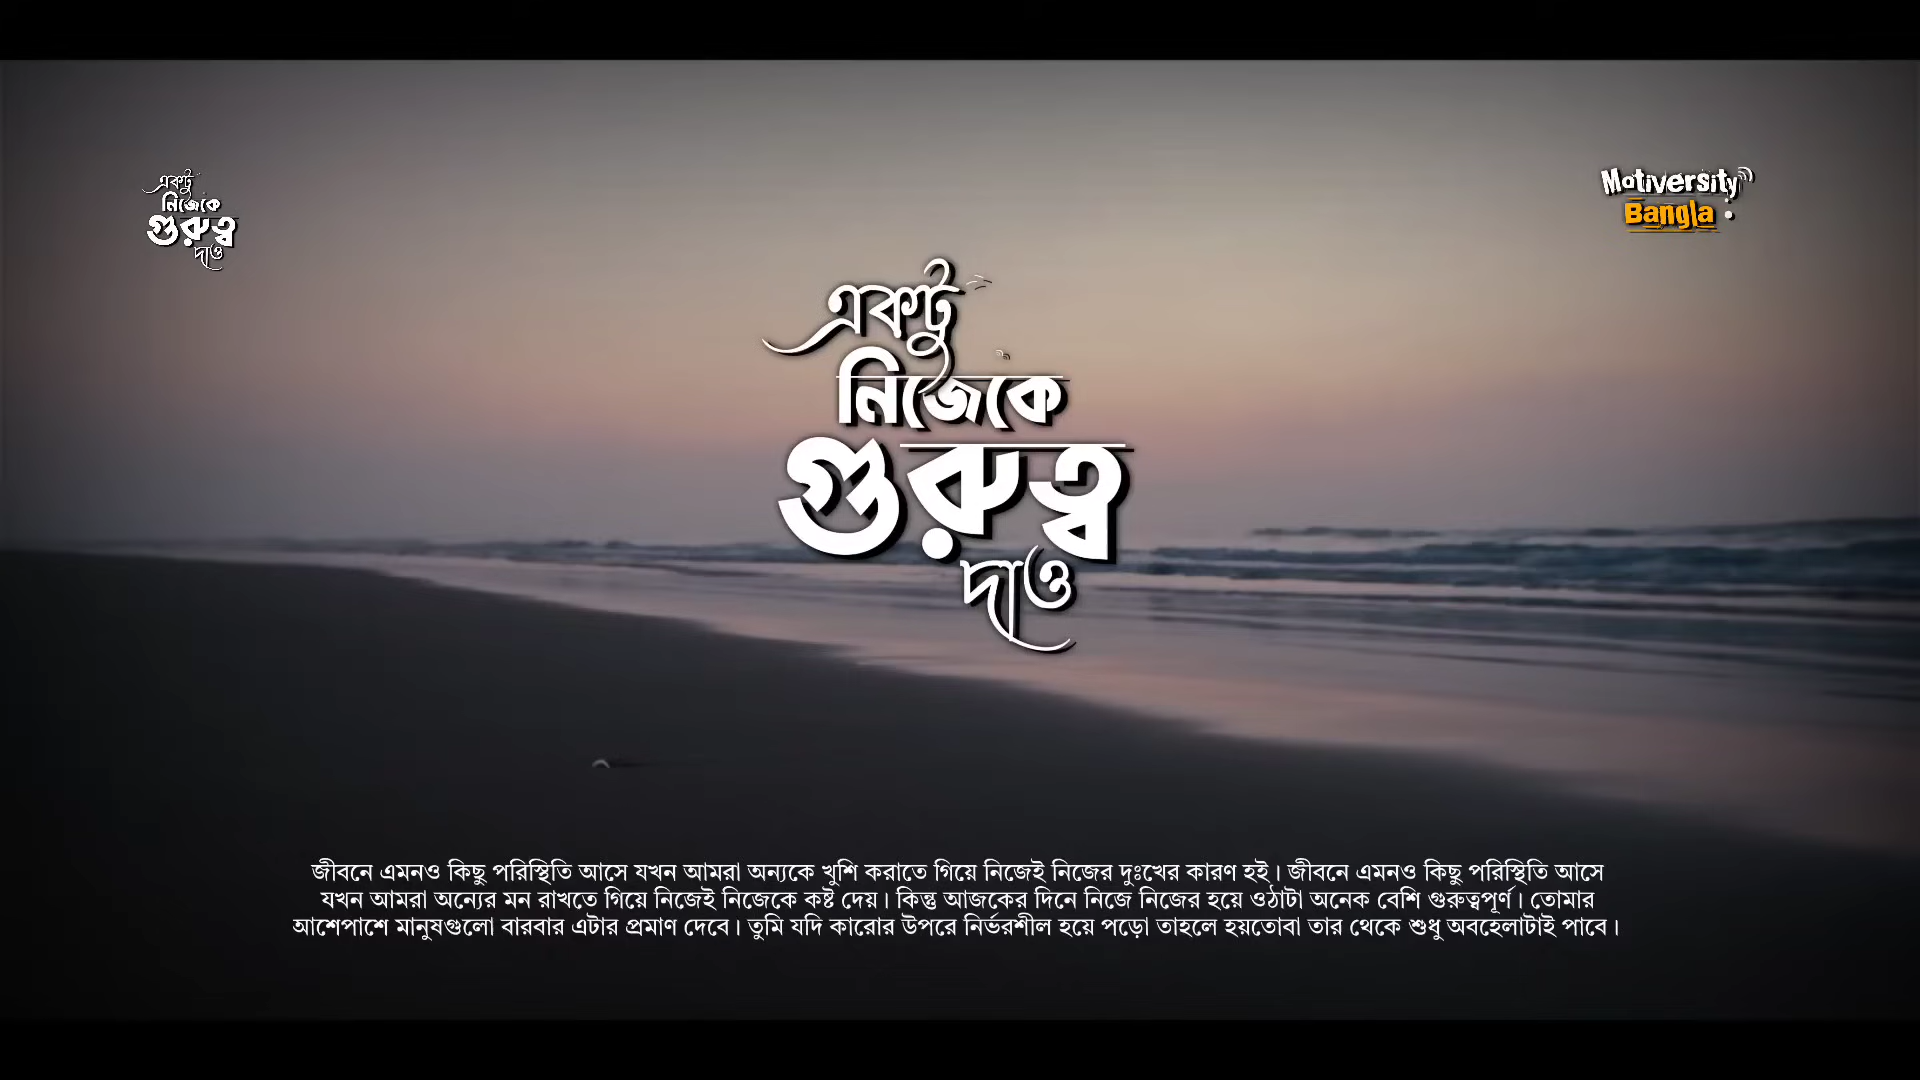 একটু
নিজেকে
গুরুত্ব
দাও
Motiversity
Bangla
একটু
নিজেকে
গুরুত্ব
দাও
জীবনে এমনও কিছু পরিস্থিতি আসে যখন আমরা অন্যকে খুশি করাতে গিয়ে নিজেই নিজের দুঃখের কারণ হই। জীবনে এমনও কিছু পরিস্থিতি আসে
যখন আমরা অন্যের মন রাখতে গিয়ে নিজেই নিজেকে কষ্ট দেয়। কিন্তু আজকের দিনে নিজে নিজের হয়ে ওঠাটা অনেক বেশি গুরুত্বপূর্ণ। তোমার
আশেপাশে মানুষগুলো বারবার এটার প্রমাণ দেবে। তুমি যদি কারোর উপরে নির্ভরশীল হয়ে পড়ো তাহলে হয়তোবা তার থেকে শুধু অবহেলাটাই পাবে।